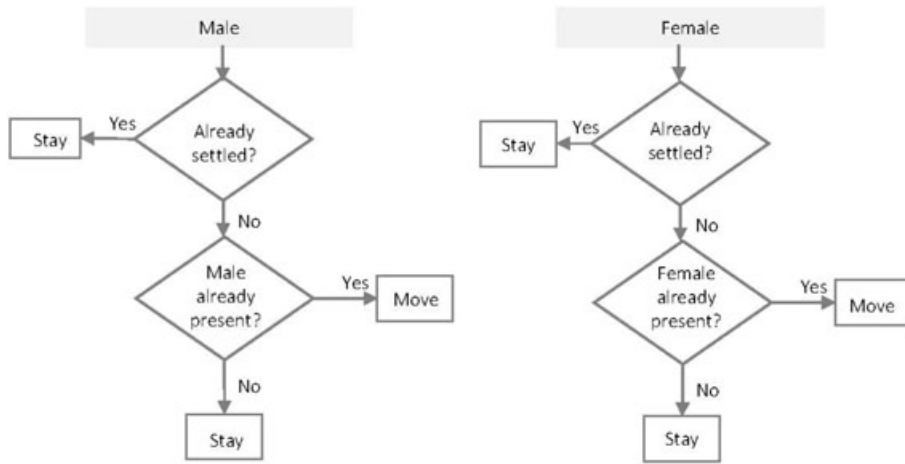 Male
Yes
Stay
Already
settled?
No
Male
already
present?
Yes
Move
No
Stay
Female
Yes
Stay
Already
settled?
No
Female
already
present?
Yes
Move
No
Stay